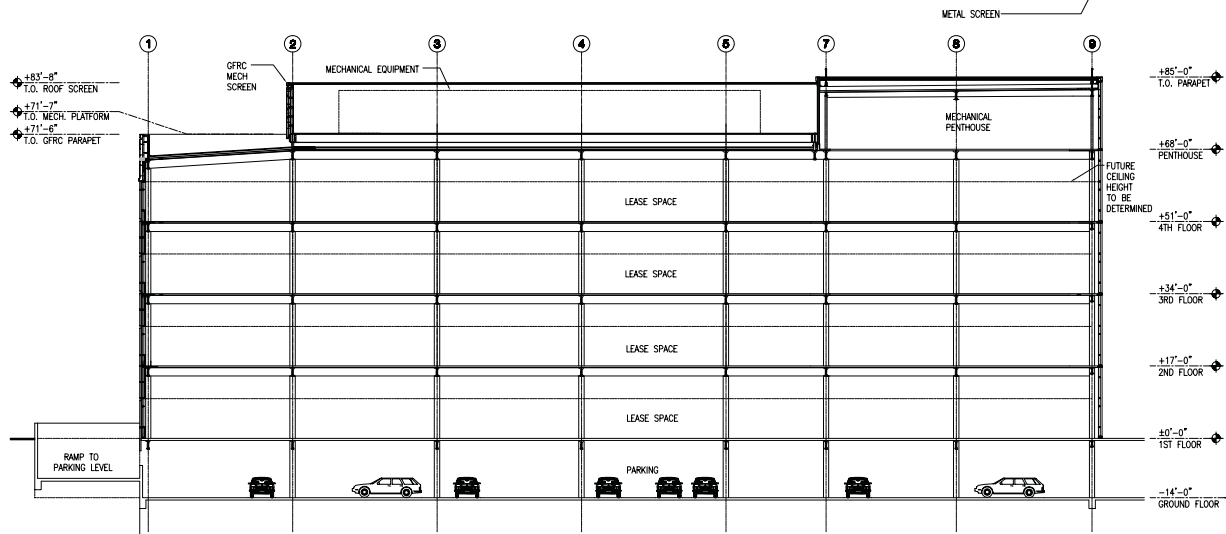 METAL SCREEN
1
2
3
4
5
7
8
9
+83'-8"
T.O. ROOF SCREEN
+71'-7"
T.O. MECH. PLATFORM
+71'-6"
T.O. GFRC PARAPET
GFRC
MECH
SCREEN
MECHANICAL EQUIPMENT
MECHANICAL
PENTHOUSE
+85'-0"
T.O. PARAPET
+68'-0"
PENTHOUSE
FUTURE
CEILING
HEIGHT
TO BE
DETERMINED
LEASE SPACE
+51'-0"
4TH FLOOR
LEASE SPACE
+34'-0"
3RD FLOOR
LEASE SPACE
+17'-0"
2ND FLOOR
LEASE SPACE
±0'-0"
1ST FLOOR
RAMP TO
PARKING LEVEL
PARKING
-14'-0"
GROUND FLOOR